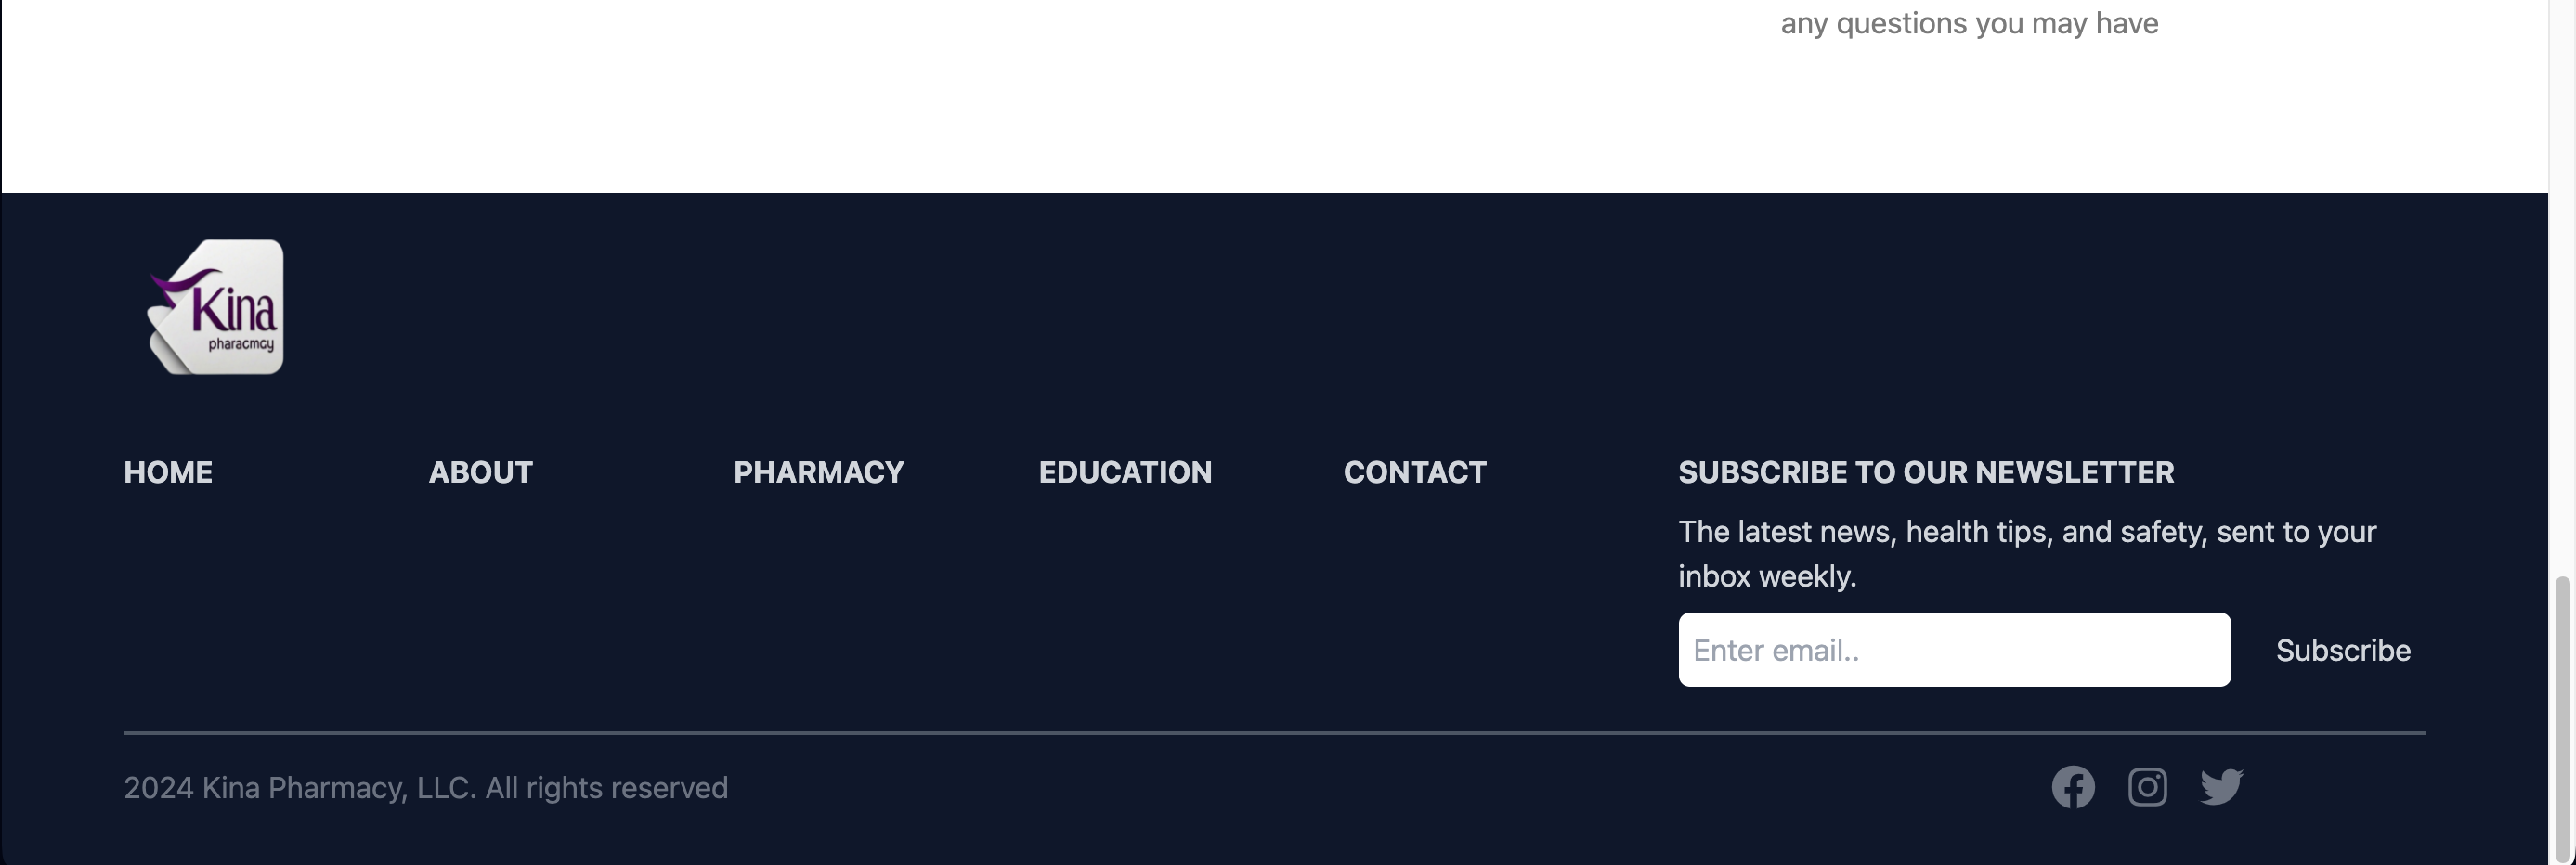 any questions you may have
Kina
pharacmcy
HOME ABOUT PHARMACY EDUCATION CONTACT SUBSCRIBE TO OUR NEWSLETTER
The latest news, health tips, and safety, sent to your
inbox weekly.
Enter email.. Subscribe
2024 Kina Pharmacy, LLC. All rights reserved